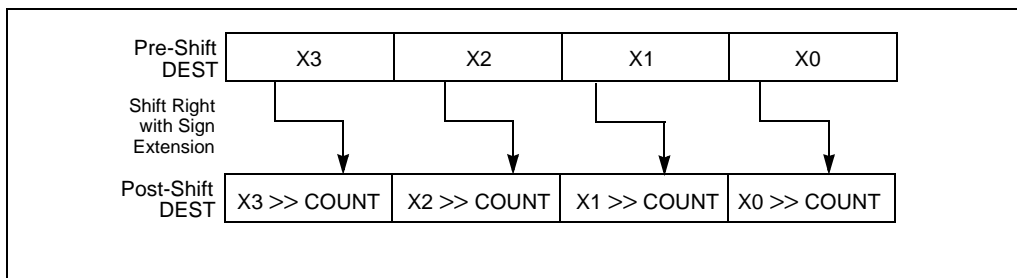 Pre-Shift
DEST
X3 X2 X1 X0
Shift Right
with Sign
Extension
Post-Shift
DEST
X3 >> COUNT X2 >> COUNT X1 >> COUNT X0 >> COUNT